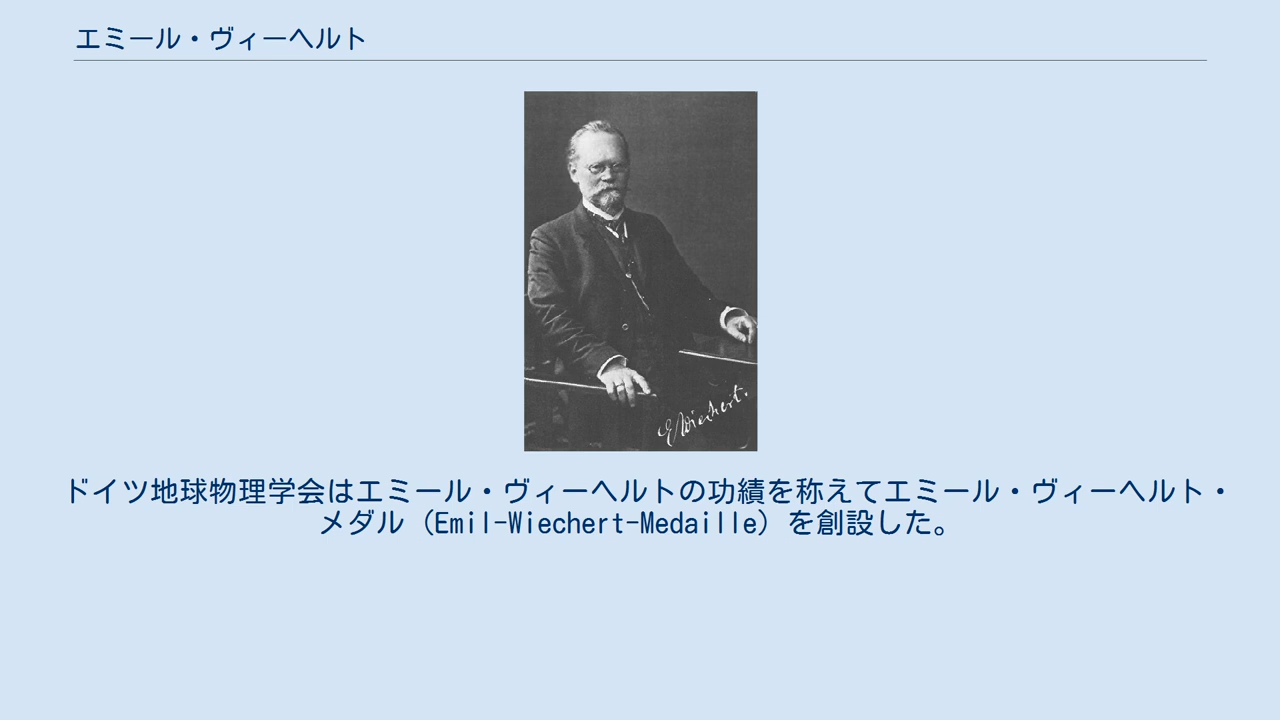 エミール・ヴィーヘルト
E Wiechert.
ドイツ地球物理学会はエミール・ヴィーヘルトの功績を称えてエミール・ヴィーヘルト・
メダル（Emil-Wiechert-Medaille）を創設した。